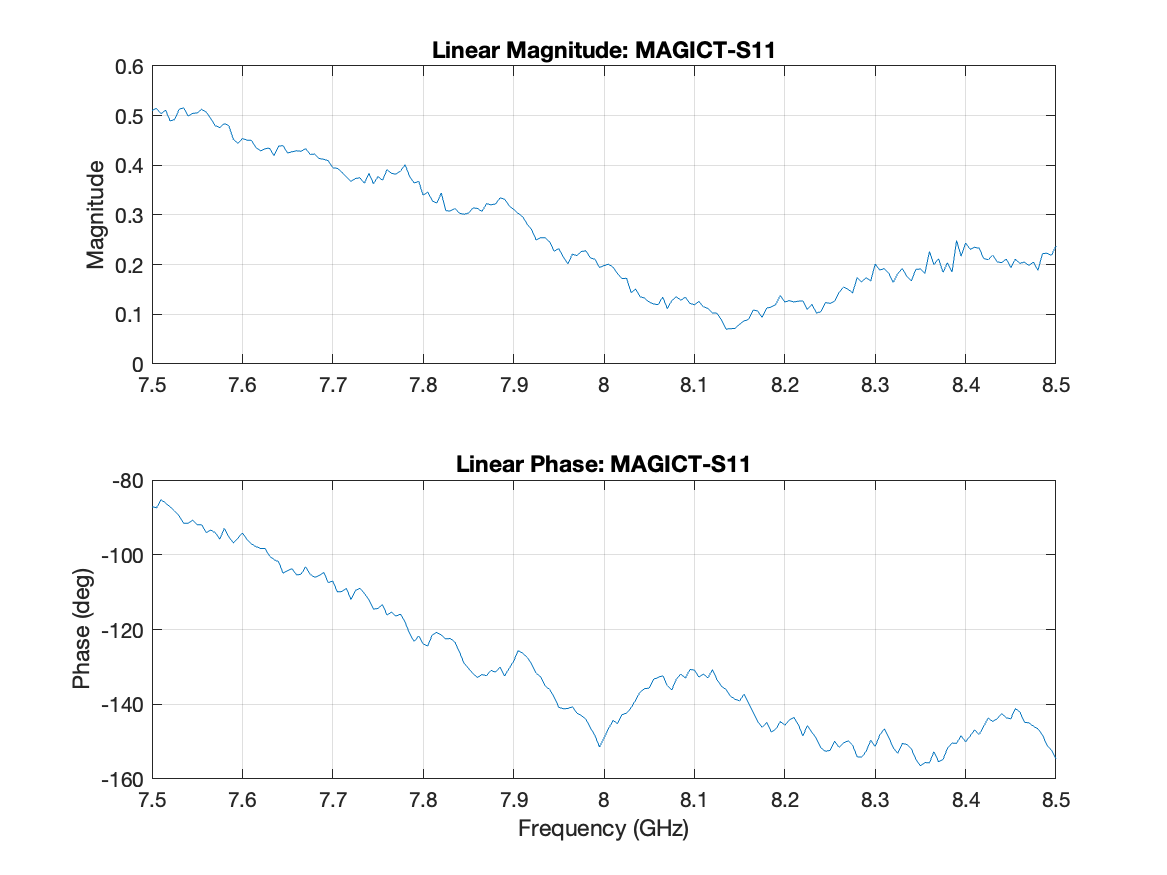 Linear Magnitude: MAGICT-S11
0.6
0.5
0.4
0.3
0.2
0.1
0
Magnitude
7.5 7.6 7.7 7.8 7.9 8 8.1 8.2 8.3 8.4 8.5
Linear Phase: MAGICT-S11
-80
-100
-120
-140
-160
Phase (deg)
7.5 7.6 7.7 7.8 7.9 8 8.1 8.2 8.3 8.4 8.5
Frequency (GHz)